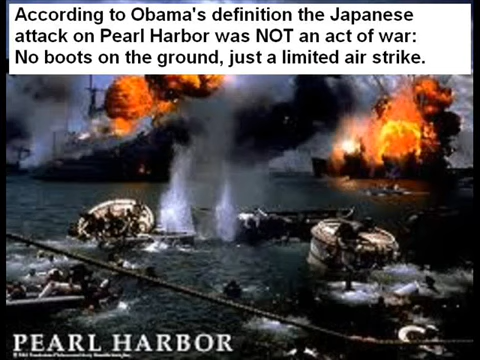 According to Obama's definition the Japanese
attack on Pearl Harbor was NOT an act of war:
No boots on the ground, just a limited air strike.
PEARL HARBOR